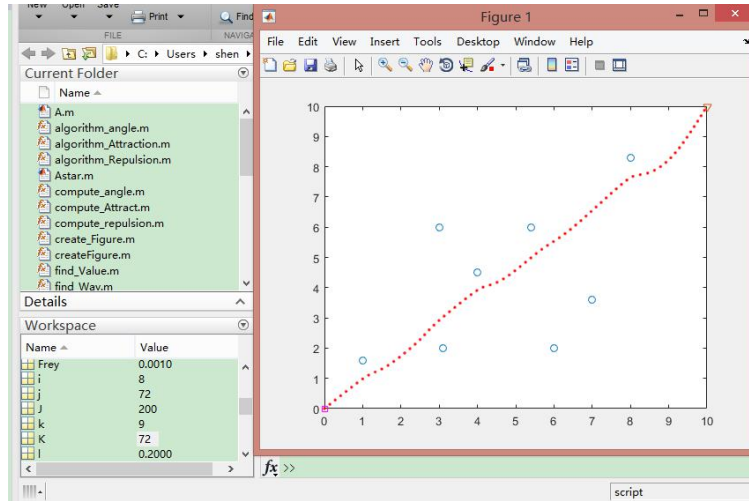 New Open Save
Print
Find
FILE
NAVIGA
C: Users shen
Current Folder
Name
A.m
algorithm_angle.m
algorithm_Attraction.m
algorithm_Repulsion.m
Astar.m
compute_angle.m
compute_Attract.m
compute_repulsion.m
create_Figure.m
createFigure.m
find_Value.m
find_Way.m
Details
Workspace
Name Value
Frey 0.0010
i 8
j 72
J 200
k 9
K 72
l 0.2000
Figure 1
File Edit View Insert Tools Desktop Window Help
10
9
8
7
6
5
4
3
2
1
0
0 1 2 3 4 5 6 7 8 9 10
fx >>
script